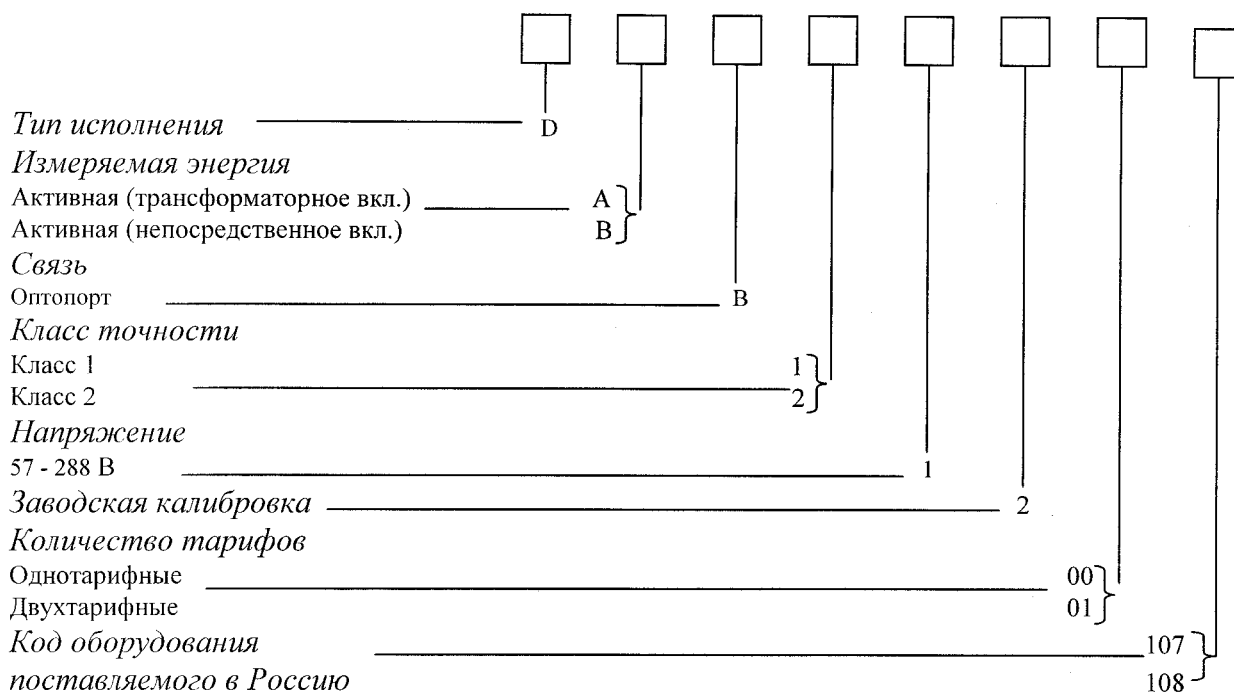 Тип исполнения D
Измеряемая энергия
Активная (трансформаторное вкл.) A
Активная (непосредственное вкл.) B
Связь
Оптопорт B
Класс точности
Класс 1 1
Класс 2 2
Напряжение
57 - 288 В 1
Заводская калибровка 2
Количество тарифов
Однотарифные 00
Двухтарифные 01
Код оборудования 107
поставляемого в Россию 108